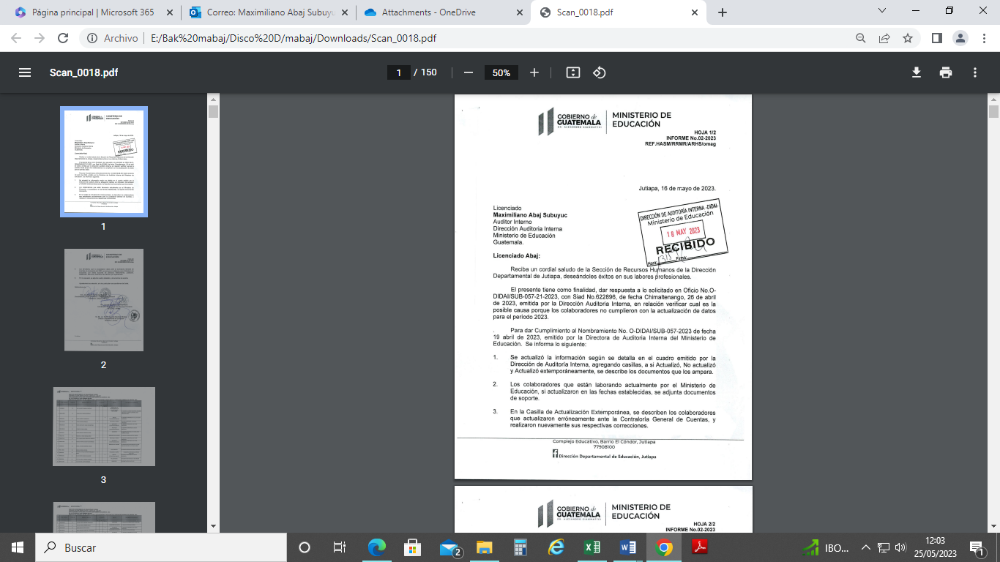 Página principal | Microsoft 365
Correo: Maximiliano Abaj Subuyu
Attachments - OneDrive
Scan_0018.pdf
Archivo
E:/Bak%20mabaj/Disco%20D/mabaj/Downloads/Scan_0018.pdf
Scan_0018.pdf
1 / 150
50%
1
2
3
GOBIERNO de
GUATEMALA
DR. ALEJANDRO GIAMMATTEI
MINISTERIO DE
EDUCACIÓN
HOJA 1/2
INFORME No.02-2023
REF.HASM/RRMR/ARHS/omag
Jutiapa, 16 de mayo de 2023.
Licenciado
Maximiliano Abaj Subuyuc
Auditor Interno
Dirección Auditoria Interna
Ministerio de Educación
Guatemala.
DIRECCIÓN DE AUDITORÍA INTERNA -DIDAI-
Ministerio de Educación
18 MAY 2023
RECIBIDO
Hora: Firma:
Licenciado Abaj:
Reciba un cordial saludo de la Sección de Recursos Humanos de la Dirección
Departamental de Jutiapa, deseándoles éxitos en sus labores profesionales.
El presente tiene como finalidad, dar respuesta a lo solicitado en Oficio No.O-
DIDAI/SUB-057-21-2023, con Siad No.622896, de fecha Chimaltenango, 26 de abril
de 2023, emitida por la Dirección Auditoria Interna, en relación verificar cual es la
posible causa porque los colaboradores no cumplieron con la actualización de datos
para el período 2023.
. Para dar Cumplimiento al Nombramiento No. O-DIDAI/SUB-057-2023 de fecha
19 abril de 2023, emitido por la Directora de Auditoria Interna del Ministerio de
Educación. Se informa lo siguiente:
1. Se actualizó la información según se detalla en el cuadro emitido por la
Dirección de Auditoría Interna, agregando casillas, a si Actualizó, No actualizó
y Actualizó extemporáneamente, se describe los documentos que los ampara.
2. Los colaboradores que están laborando actualmente por el Ministerio de
Educación, si actualizaron en las fechas establecidas, se adjunta documentos
de soporte.
3. En la Casilla de Actualización Extemporánea, se describen los colaboradores
que actualizaron erróneamente ante la Contraloría General de Cuentas, y
realizaron nuevamente sus respectivas correcciones.
Complejo Educativo, Barrio El Cóndor, Jutiapa
77908100
Dirección Departamental de Educación, Jutiapa
GOBIERNO de
GUATEMALA
DR. ALEJANDRO GIAMMATTEI
MINISTERIO DE
EDUCACIÓN
HOJA 2/2
INFORME No.02-2023
Buscar
2
IBO...
12:03
25/05/2023
1